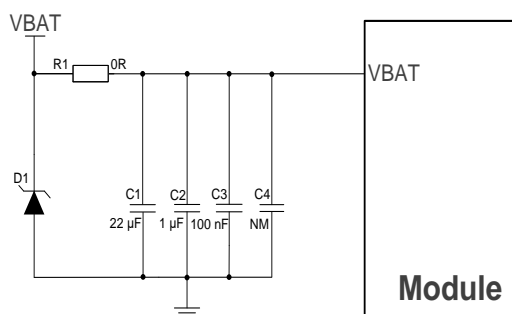 VBAT
R1 0R
VBAT
D1
C1 C2 C3 C4
22 μF 1 μF 100 nF NM
Module